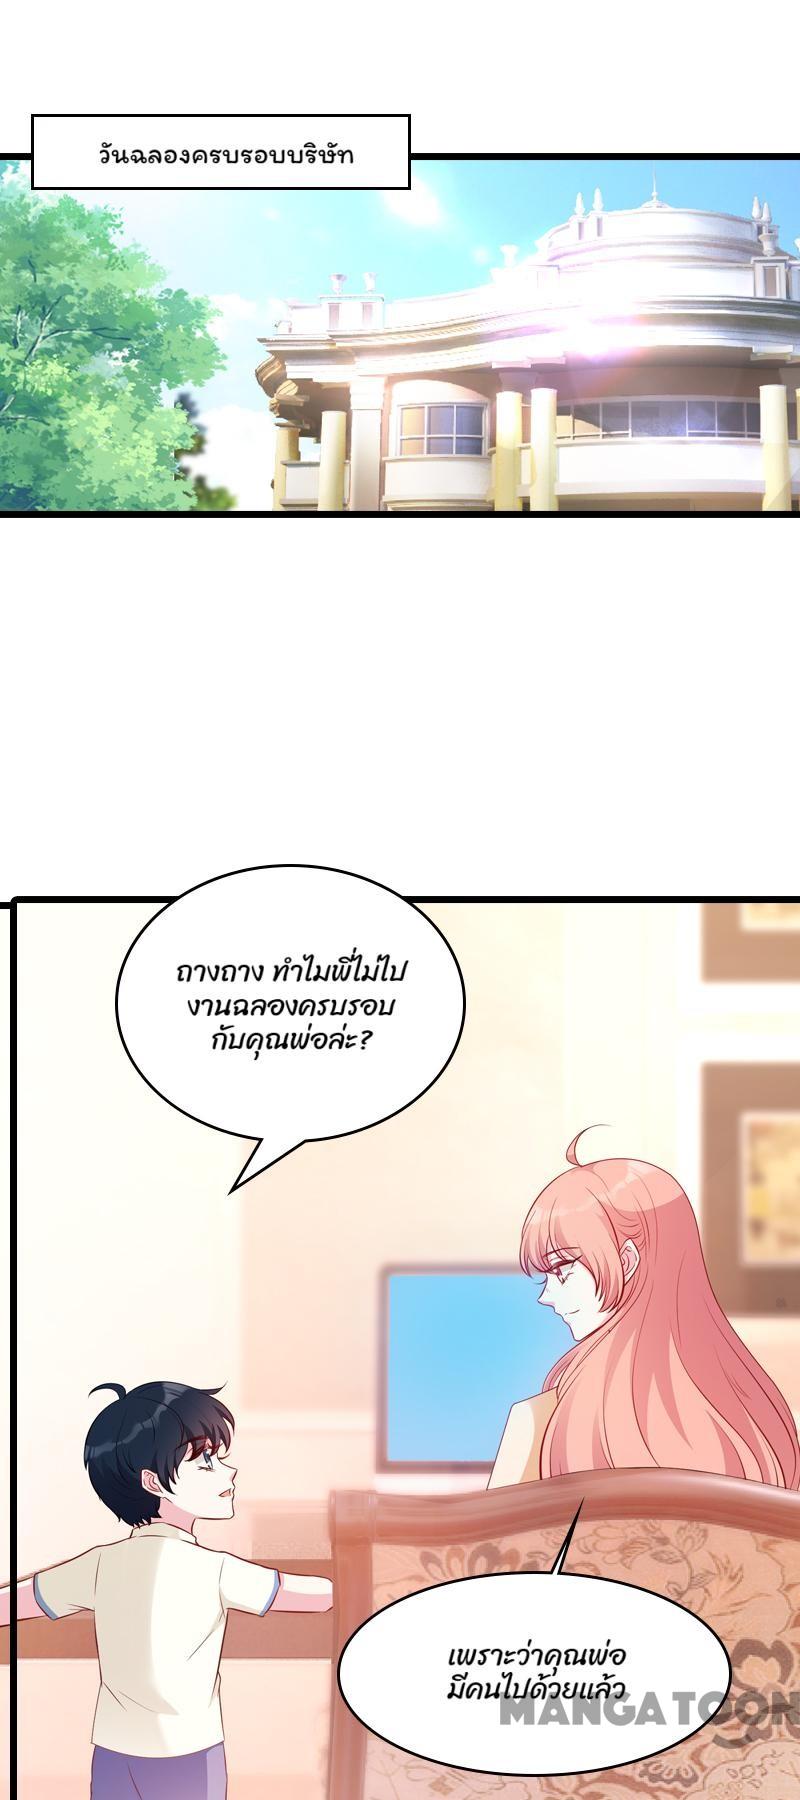 วันฉลองครบรอบบริษัท
ถางถาง ทำไมพี่ไม่ไป
งานฉลองครบรอบ
กับคุณพ่อล่ะ?
เพราะว่าคุณพ่อ
มีคนไปด้วยแล้ว
MANGATOON